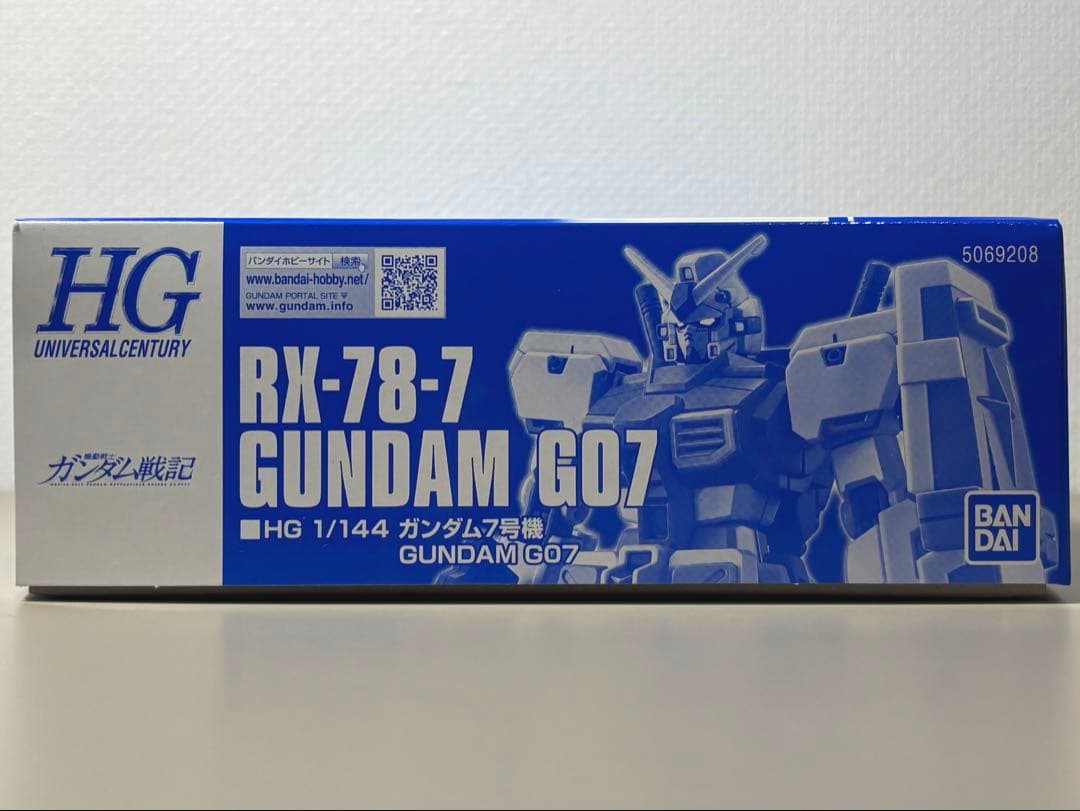 HG
UNIVERSAL CENTURY
機動戦士
ガンダム戦記
バンダイホビーサイト 検索
www.bandai-hobby.net/
GUNDAM PORTAL SITE ▼
www.gundam.info
5069208
RX-78-7
GUNDAM G07
■HG 1/144 ガンダム7号機
GUNDAM G07
BAN
DAI